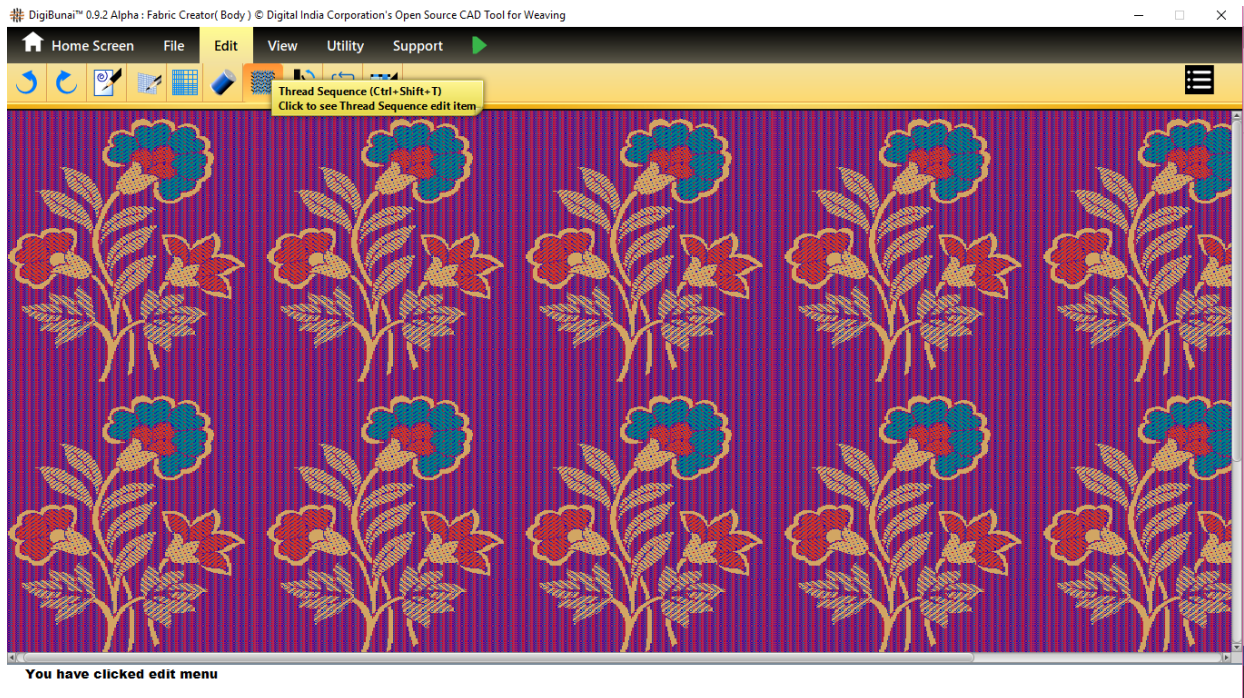 DigiBunai™ 0.9.2 Alpha : Fabric Creator( Body ) © Digital India Corporation's Open Source CAD Tool for Weaving
Home Screen File Edit View Utility Support
Thread Sequence (Ctrl+Shift+T)
Click to see Thread Sequence edit item
You have clicked edit menu